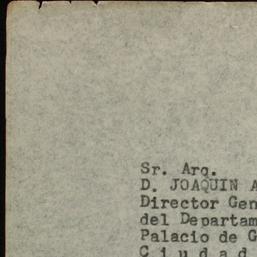 Sr. Arq.
D. JOAQUIN A
Director Gen
del Departam
Palacio de G
C i u d a d